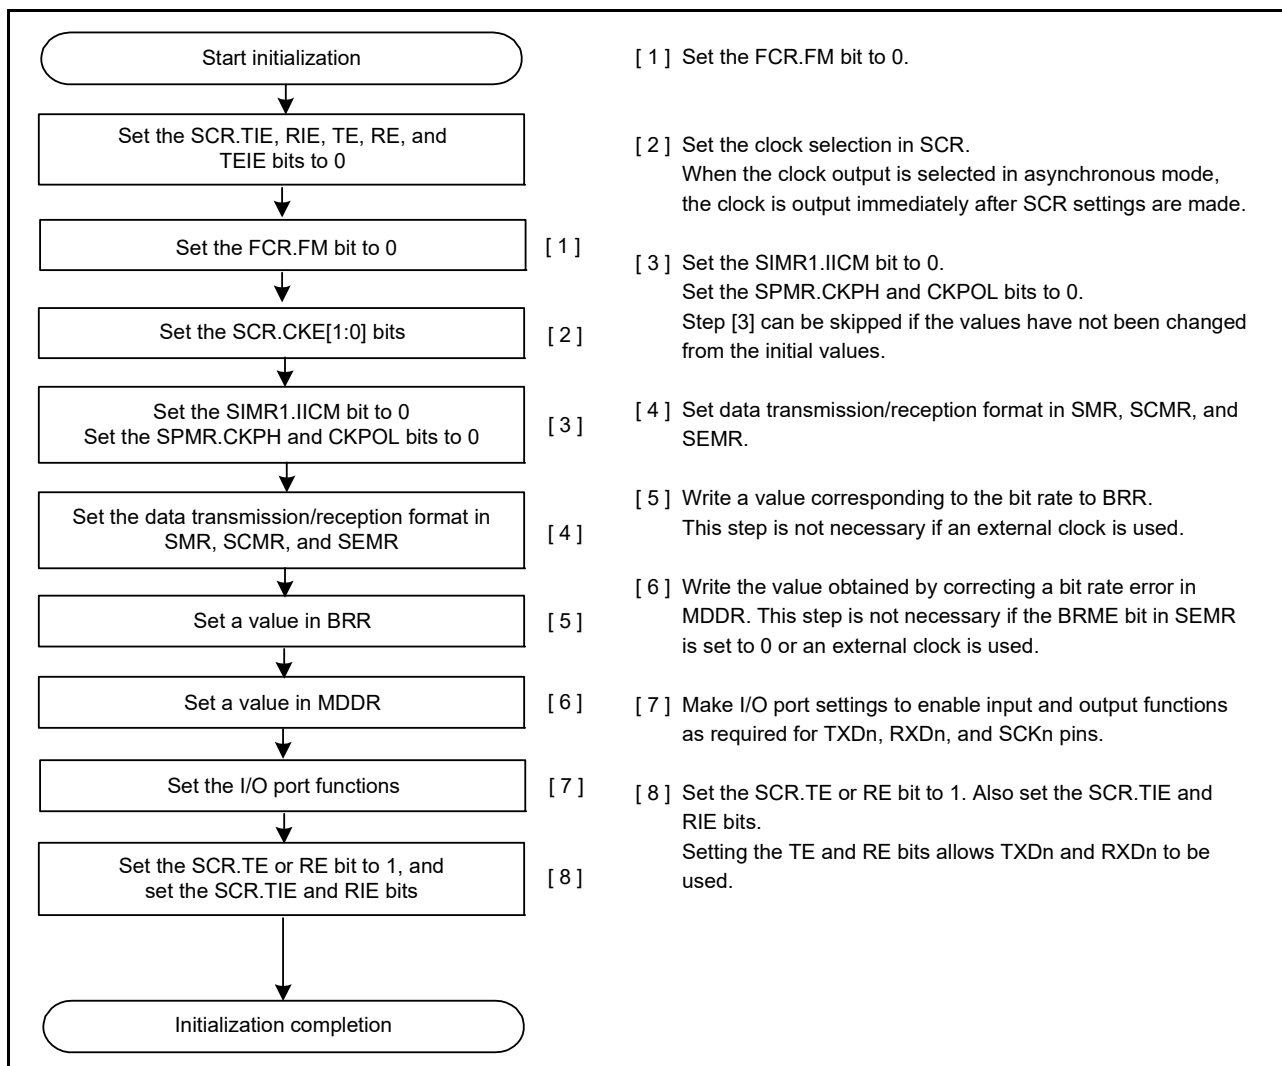 Start initialization
Set the SCR.TIE, RIE, TE, RE, and
TEIE bits to 0
Set the FCR.FM bit to 0
[ 1 ]
Set the SCR.CKE[1:0] bits
[ 2 ]
Set the SIMR1.IICM bit to 0
Set the SPMR.CKPH and CKPOL bits to 0
[ 3 ]
Set the data transmission/reception format in
SMR, SCMR, and SEMR
[ 4 ]
Set a value in BRR
[ 5 ]
Set a value in MDDR
[ 6 ]
Set the I/O port functions
[ 7 ]
Set the SCR.TE or RE bit to 1, and
set the SCR.TIE and RIE bits
[ 8 ]
Initialization completion
[ 1 ] Set the FCR.FM bit to 0.
[ 2 ] Set the clock selection in SCR.
When the clock output is selected in asynchronous mode,
the clock is output immediately after SCR settings are made.
[ 3 ] Set the SIMR1.IICM bit to 0.
Set the SPMR.CKPH and CKPOL bits to 0.
Step [3] can be skipped if the values have not been changed
from the initial values.
[ 4 ] Set data transmission/reception format in SMR, SCMR, and
SEMR.
[ 5 ] Write a value corresponding to the bit rate to BRR.
This step is not necessary if an external clock is used.
[ 6 ] Write the value obtained by correcting a bit rate error in
MDDR. This step is not necessary if the BRME bit in SEMR
is set to 0 or an external clock is used.
[ 7 ] Make I/O port settings to enable input and output functions
as required for TXDn, RXDn, and SCKn pins.
[ 8 ] Set the SCR.TE or RE bit to 1. Also set the SCR.TIE and
RIE bits.
Setting the TE and RE bits allows TXDn and RXDn to be
used.